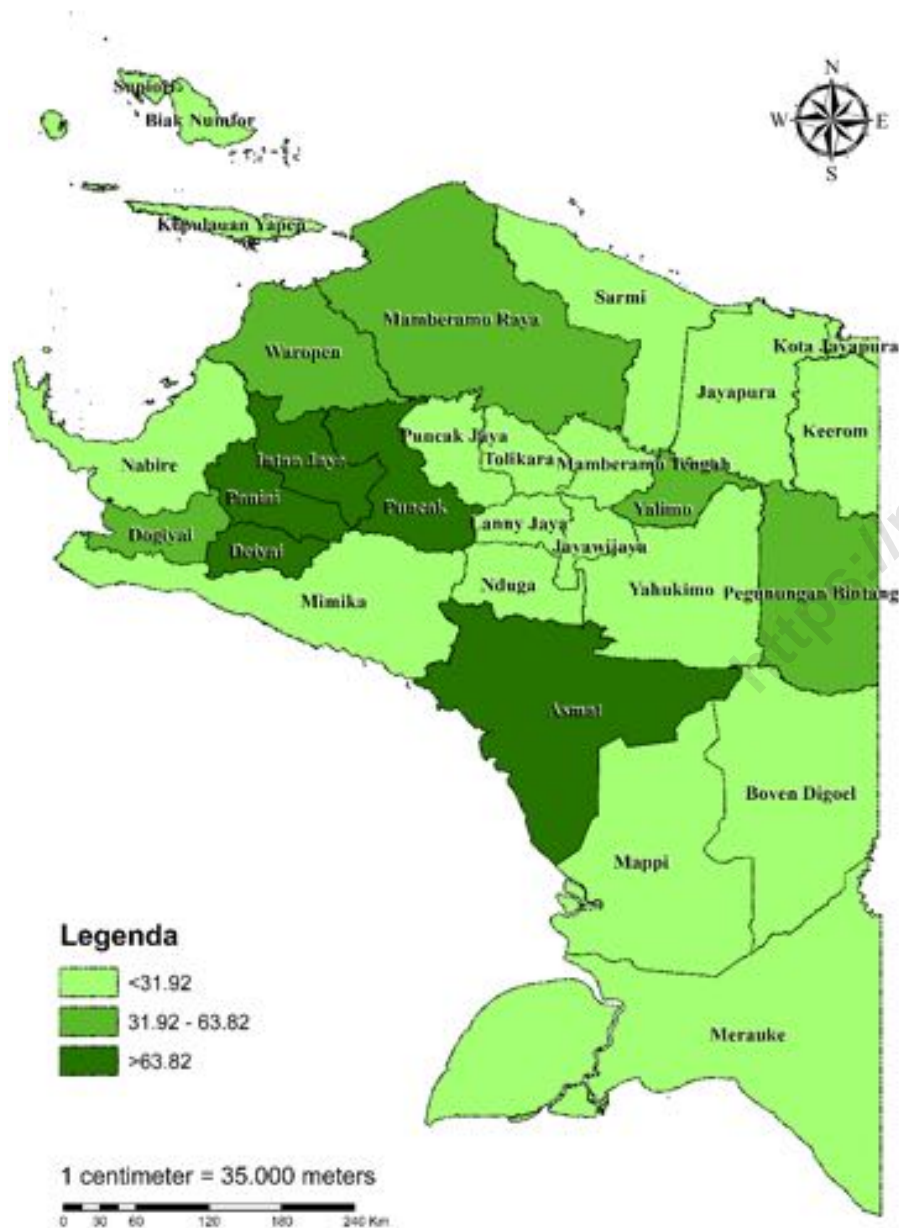 N
Supiori
Biak Numfor
W
E
S
Kepulauan Yapen
Sarmi
Mamberamo Raya
Kota Jayapura
Waropen
Jayapura
Keerom
Puncak Jaya
Intan Jaya
Tolikara
Mamberamo Tengah
Nabire
Paniai
Puncak
Yalimo
Lanny Jaya
Dogiyai
Jayawijaya
Deiyai
Nduga
Yahukimo
Pegunungan Bintang
Mimika
https://
Asmat
Boven Digoel
Mappi
Legenda
<31.92
31.92 - 63.82
>63.82
Merauke
1 centimeter = 35.000 meters
0 30 60 120 180 240 Km